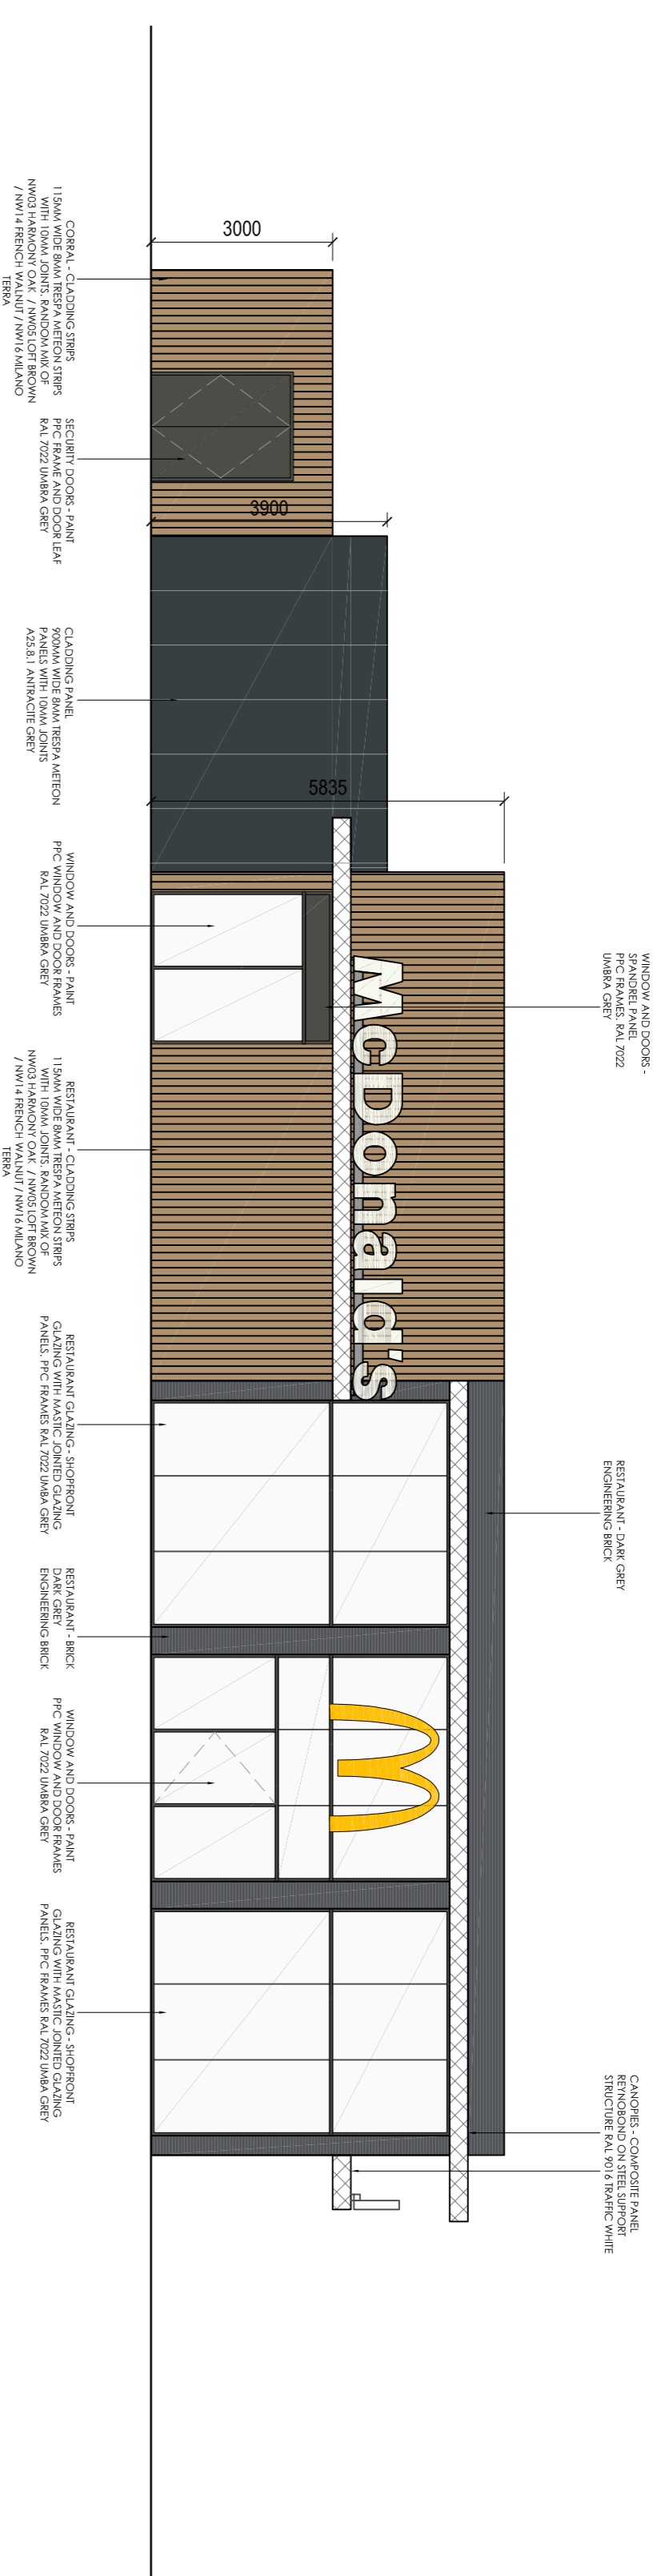 WINDOW AND DOORS -
SPANDREL PANEL
PPC FRAMES. RAL 7022
UMBRA GREY
RESTAURANT - DARK GREY
ENGINEERING BRICK
CANOPIES - COMPOSITE PANEL
REYNOBOND ON STEEL SUPPORT
STRUCTURE RAL 9016 TRAFFIC WHITE
3000
3900
5835
McDonald's
CORRAL - CLADDING STRIPS
115MM WIDE 8MM TRESPA METEON STRIPS
WITH 10MM JOINTS. RANDOM MIX OF
NW03 HARMONY OAK / NW05 LOFT BROWN
/ NW14 FRENCH WALNUT / NW16 MILANO
TERRA
SECURITY DOORS - PAINT
PPC FRAME AND DOOR LEAF
RAL 7022 UMBRA GREY
CLADDING PANEL
900MM WIDE 8MM TRESPA METEON
PANELS WITH 10MM JOINTS
A25.8.1 ANTRACITE GREY
WINDOW AND DOORS - PAINT
PPC WINDOW AND DOOR FRAMES
RAL 7022 UMBRA GREY
RESTAURANT - CLADDING STRIPS
115MM WIDE 8MM TRESPA METEON STRIPS
WITH 10MM JOINTS. RANDOM MIX OF
NW03 HARMONY OAK / NW05 LOFT BROWN
/ NW14 FRENCH WALNUT / NW16 MILANO
TERRA
RESTAURANT GLAZING - SHOPFRONT
GLAZING WITH MASTIC JOINTED GLAZING
PANELS. PPC FRAMES RAL 7022 UMBA GREY
RESTAURANT - BRICK
DARK GREY
ENGINEERING BRICK
WINDOW AND DOORS - PAINT
PPC WINDOW AND DOOR FRAMES
RAL 7022 UMBRA GREY
RESTAURANT GLAZING - SHOPFRONT
GLAZING WITH MASTIC JOINTED GLAZING
PANELS. PPC FRAMES RAL 7022 UMBA GREY